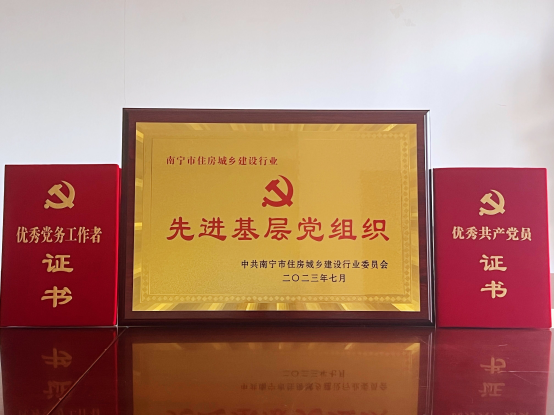 优秀党务工作者
证
书
南宁市住房城乡建设行业
先进基层党组织
中共南宁市住房城乡建设行业委员会
二〇二三年七月
优秀共产党员
证
书